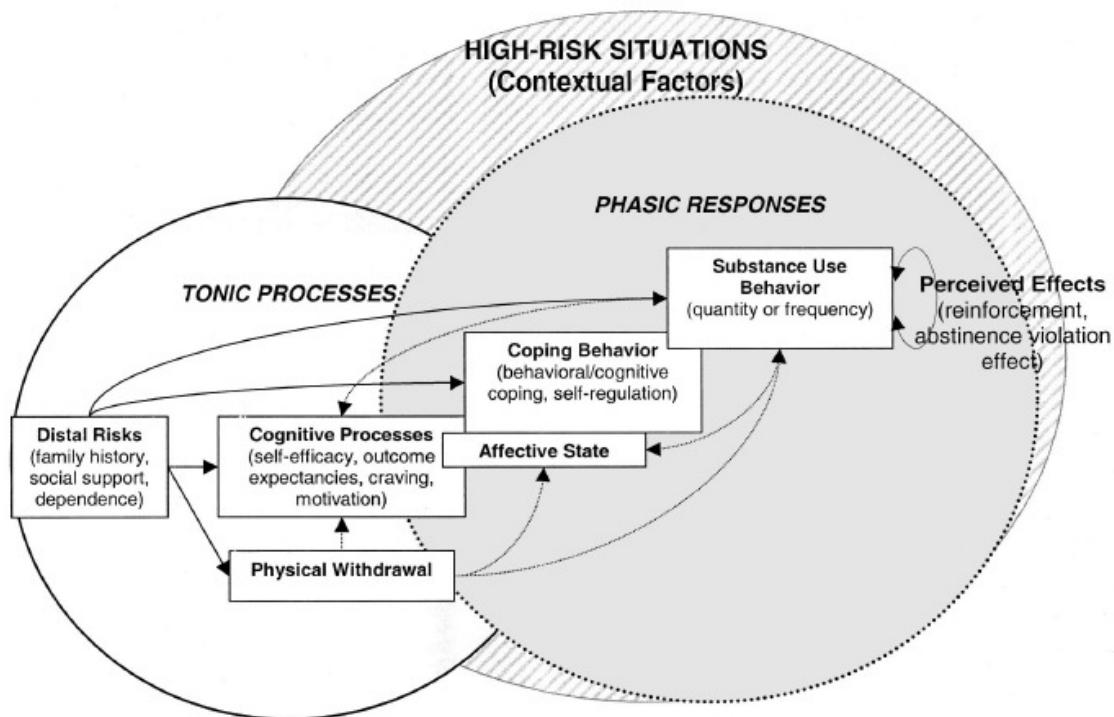 HIGH-RISK SITUATIONS
(Contextual Factors)
PHASIC RESPONSES
TONIC PROCESSES
Substance Use
Behavior
(quantity or frequency)
Perceived Effects
(reinforcement,
abstinence violation
effect)
Coping Behavior
(behavioral/cognitive
coping, self-regulation)
Distal Risks
(family history,
social support,
dependence)
Cognitive Processes
(self-efficacy, outcome
expectancies, craving,
motivation)
Affective State
Physical Withdrawal